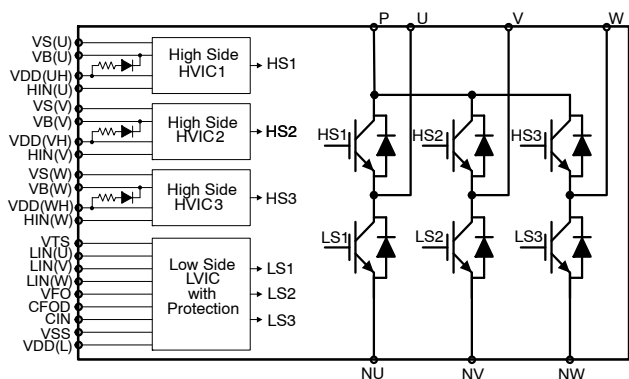 P U V W
VS(U)
VB(U)
VDD(UH)
HIN(U)
High Side
HVIC1
HS1
VS(V)
VB(V)
VDD(VH)
HIN(V)
High Side
HVIC2
HS2
VS(W)
VB(W)
VDD(WH)
HIN(W)
High Side
HVIC3
HS3
VTS
LIN(U)
LIN(V)
LIN(W)
VFO
CFOD
CIN
VSS
VDD(L)
Low Side
LVIC
with
Protection
LS1
LS2
LS3
HS1 HS2 HS3
LS1 LS2 LS3
NU NV NW